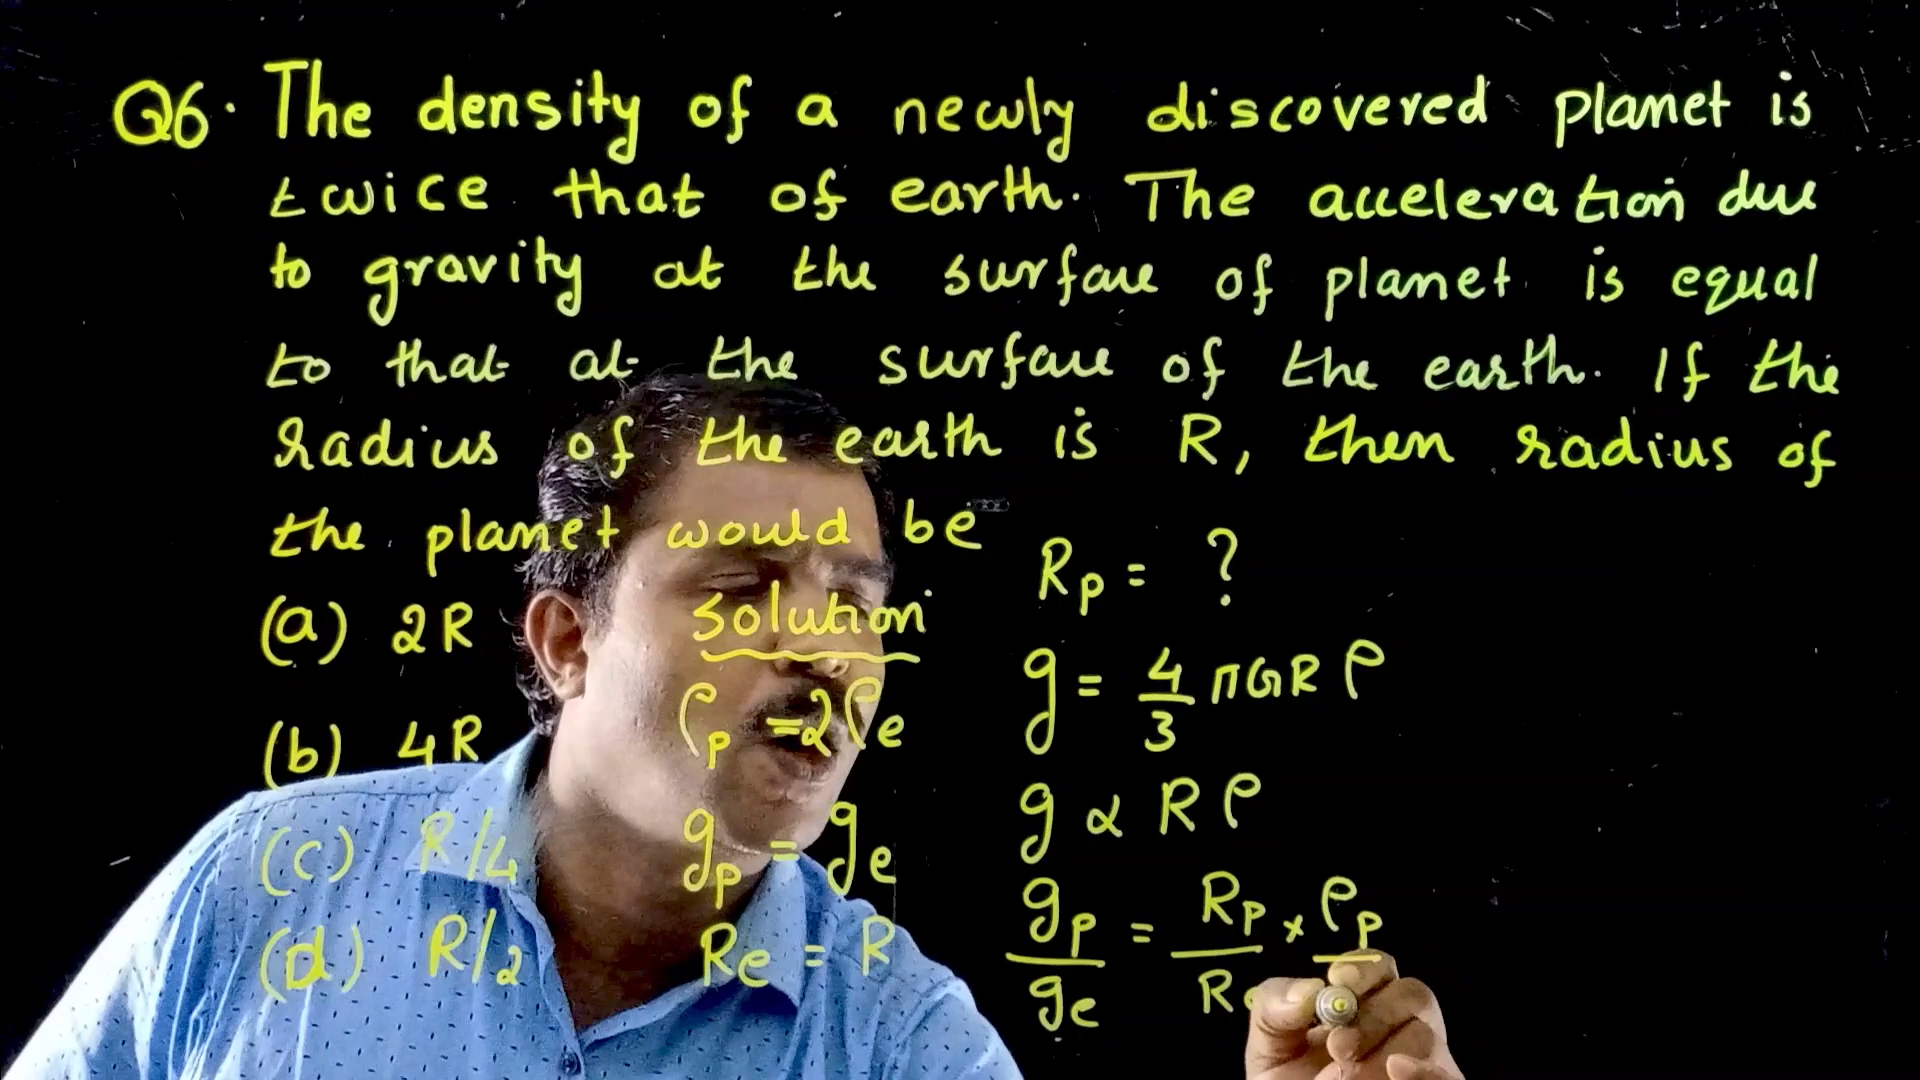 Q6. The density of a newly discovered planet is
twice that of earth. The acceleration due
to gravity at the surface of planet is equal
to that at the surface of the earth. If the
radius of the earth is R, then radius of
the planet would be
(a) 2R
(b) 4R
(c) R/4
(d) R/2
solution
ρp = 2ρe
gp = ge
Re = R
Rp = ?
g = 4/3 πGRρ
g α Rρ
gp/ge = Rp/Re × ρp